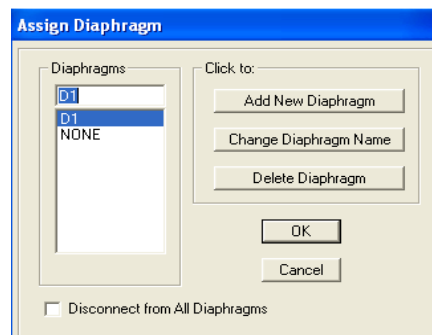 Assign Diaphragm
Diaphragms
D1
D1
NONE
Click to:
Add New Diaphragm
Change Diaphragm Name
Delete Diaphragm
OK
Cancel
Disconnect from All Diaphragms